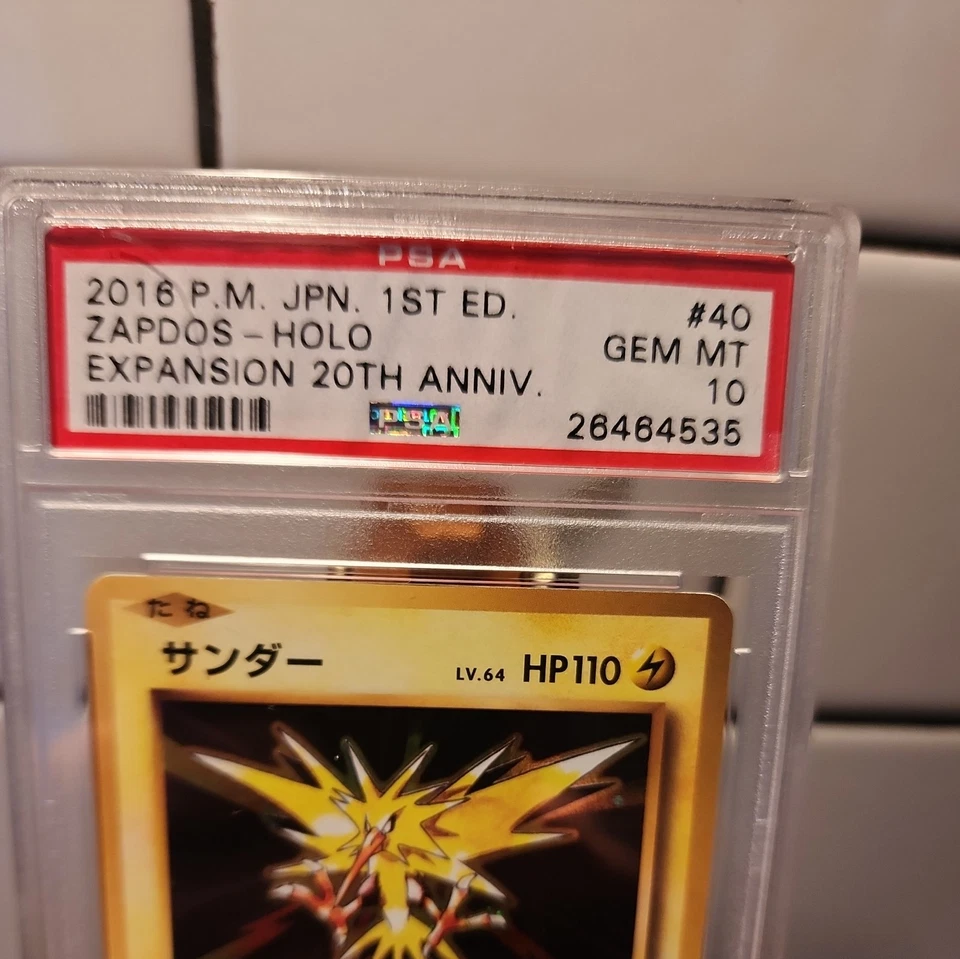 PSA
2016 P.M. JPN. 1ST ED. #40
ZAPDOS - HOLO GEM MT
EXPANSION 20TH ANNIV. 10
PSA 26464535
たね
サンダー LV.64 HP110